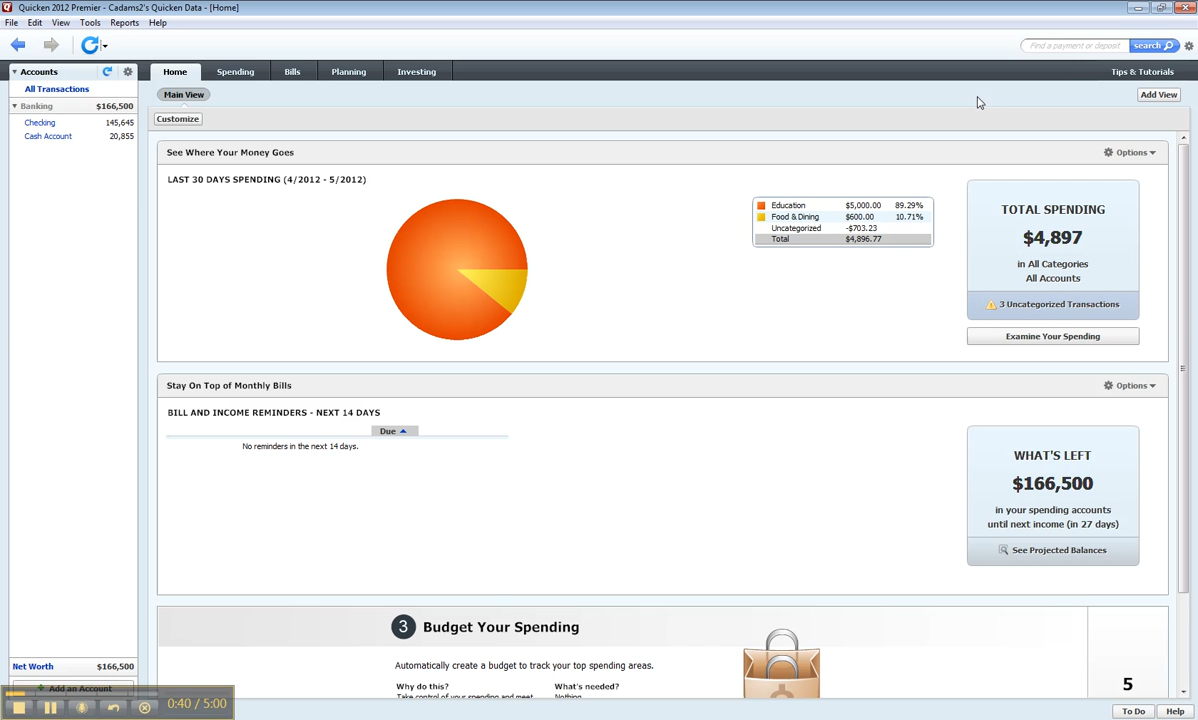 Quicken 2012 Premier - Cadams2's Quicken Data - [Home]
File Edit View Tools Reports Help
Find a payment or deposit search
Accounts
Home Spending Bills Planning Investing Tips & Tutorials
All Transactions
Main View Add View
Banking $166,500
Customize
Checking 145,645
Cash Account 20,855
See Where Your Money Goes Options
LAST 30 DAYS SPENDING (4/2012 - 5/2012)
Education $5,000.00 89.29%
Food & Dining $600.00 10.71%
Uncategorized -$703.23
Total $4,896.77
TOTAL SPENDING
$4,897
in All Categories
All Accounts
3 Uncategorized Transactions
Examine Your Spending
Stay On Top of Monthly Bills Options
BILL AND INCOME REMINDERS - NEXT 14 DAYS
Due
No reminders in the next 14 days.
WHAT'S LEFT
$166,500
in your spending accounts
until next income (in 27 days)
See Projected Balances
3 Budget Your Spending
Automatically create a budget to track your top spending areas.
Why do this? What's needed?
Take control of your spending and meet Nothing
5
Net Worth $166,500
Add an Account
0:40 / 5:00
To Do Help